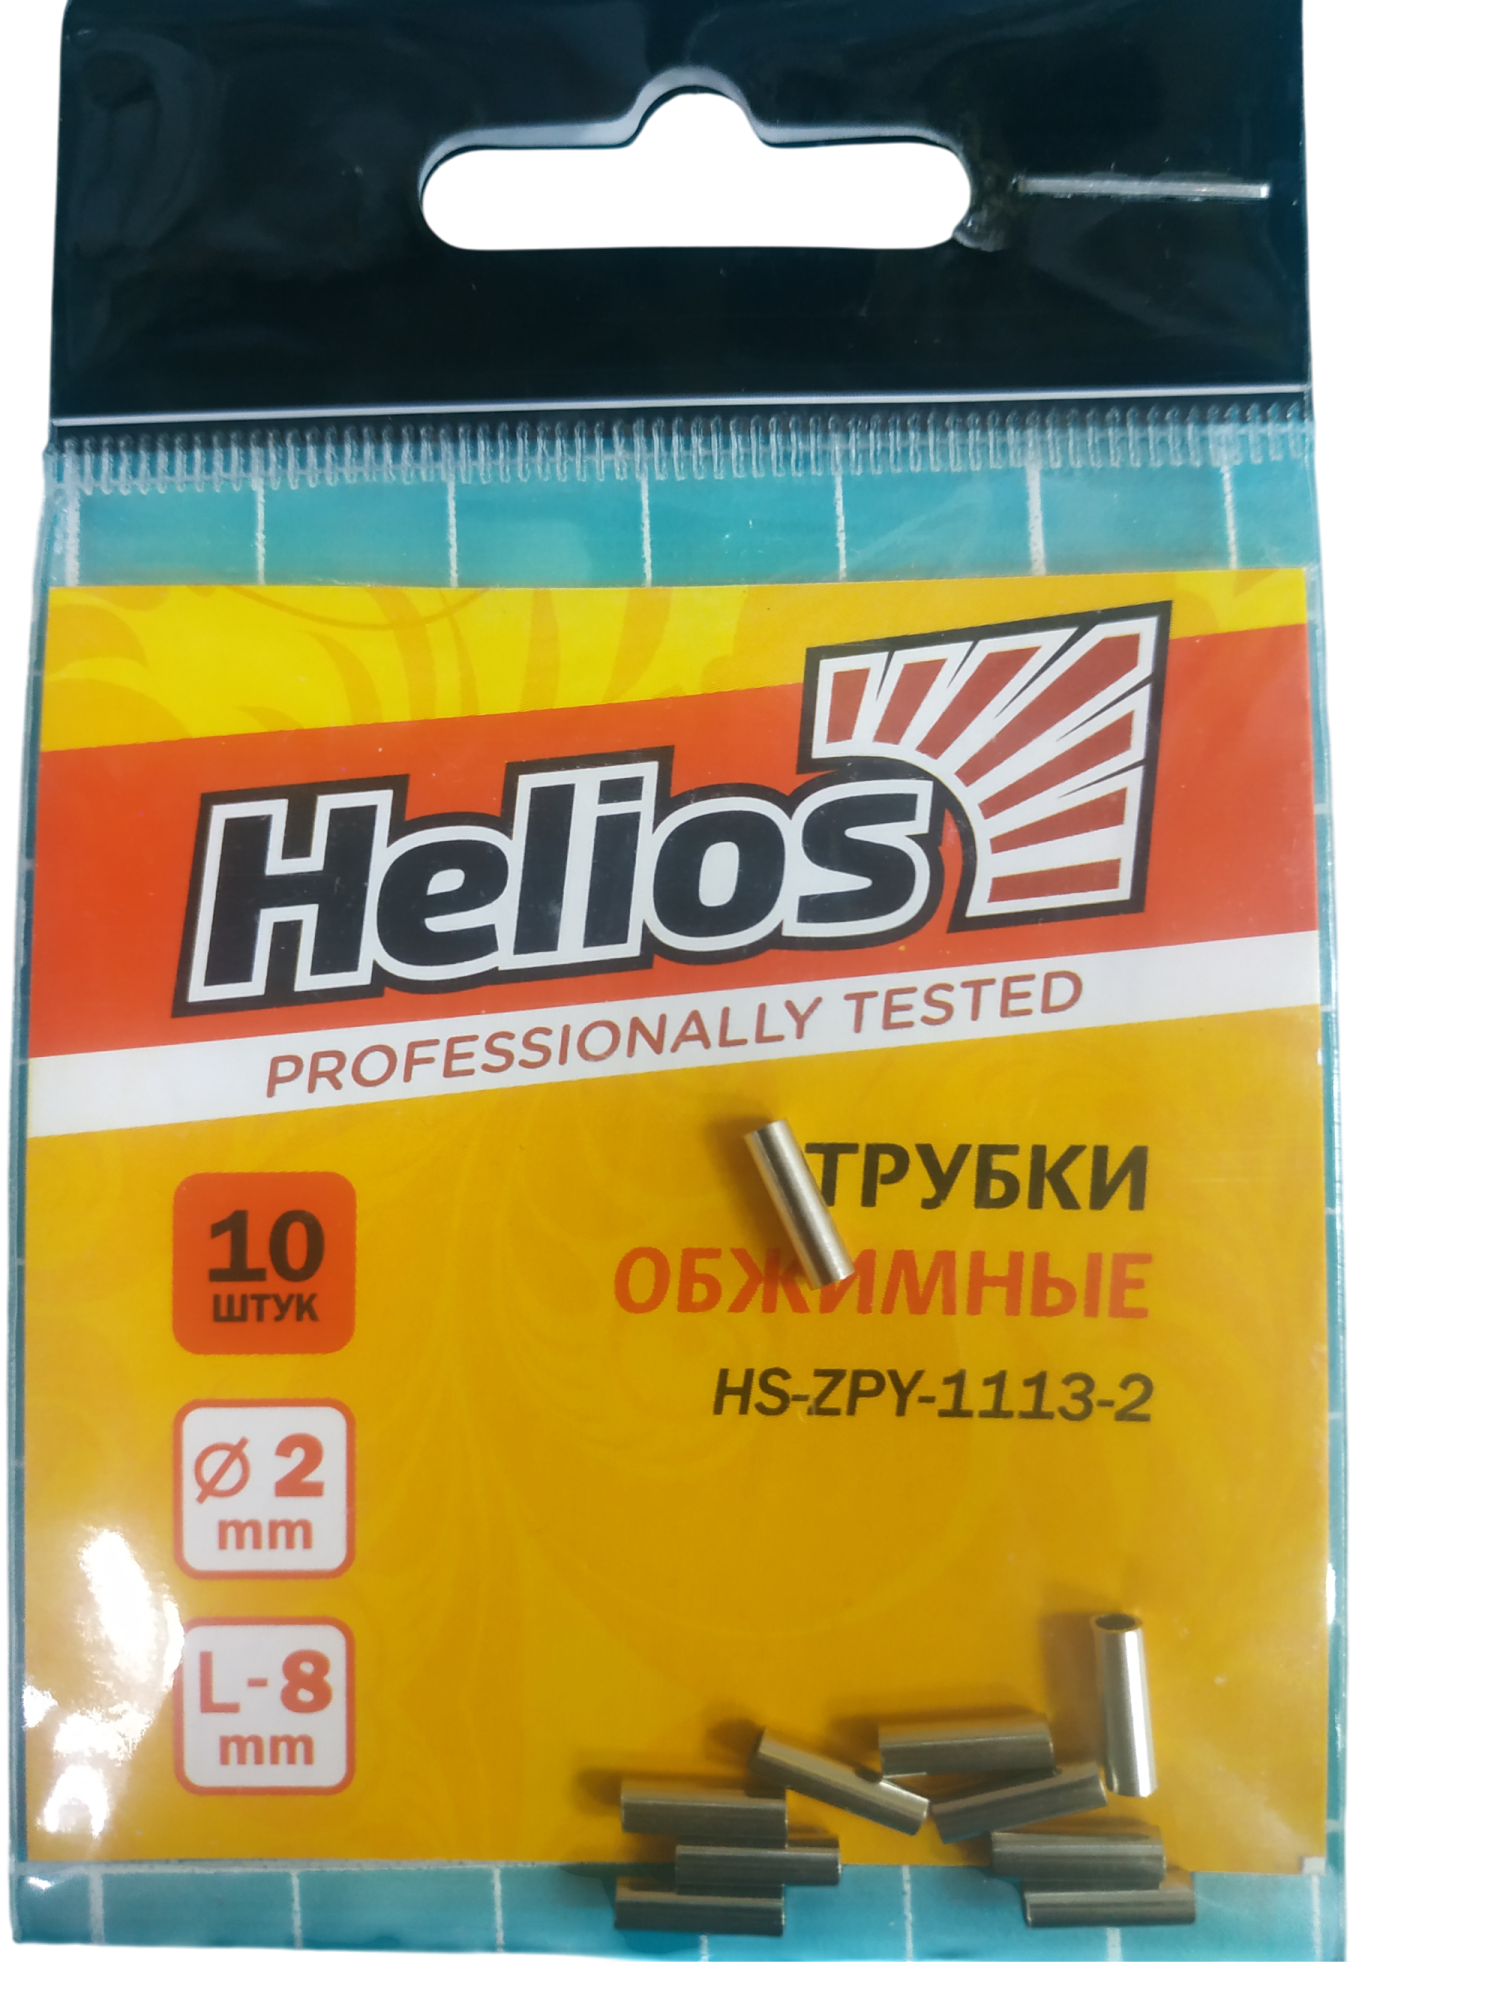 Helios
PROFESSIONALLY TESTED
ТРУБКИ
ОБЖИМНЫЕ
HS-ZPY-1113-2
10
ШТУК
Ø 2
mm
L-8
mm